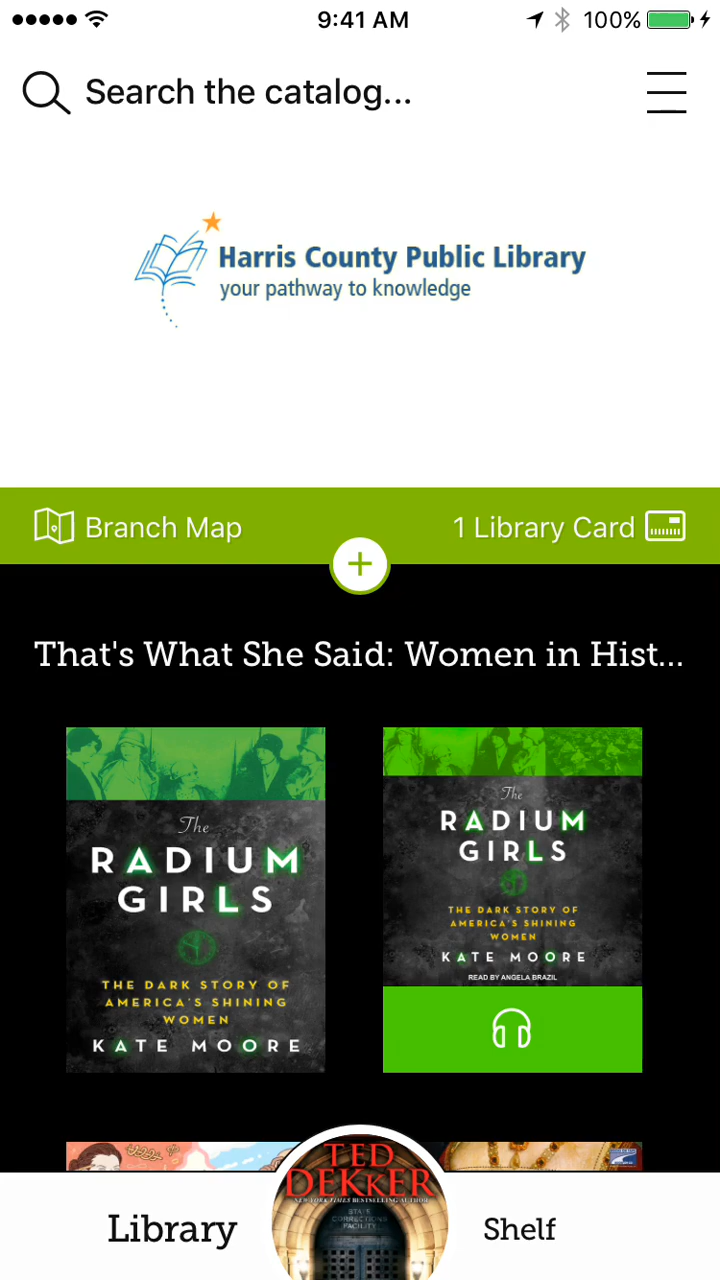 9:41 AM
100%
Search the catalog...
Harris County Public Library
your pathway to knowledge
Branch Map
1 Library Card
That's What She Said: Women in Hist...
The
RADIUM
GIRLS
THE DARK STORY OF
AMERICA'S SHINING
WOMEN
KATE MOORE
The
RADIUM
GIRLS
THE DARK STORY OF
AMERICA'S SHINING
WOMEN
KATE MOORE
READ BY ANGELA BRAZIL
TED
DEKKER
NEW YORK TIMES BESTSELLING AUTHOR
STATE
CORRECTIONS
FACILITY
Library
Shelf